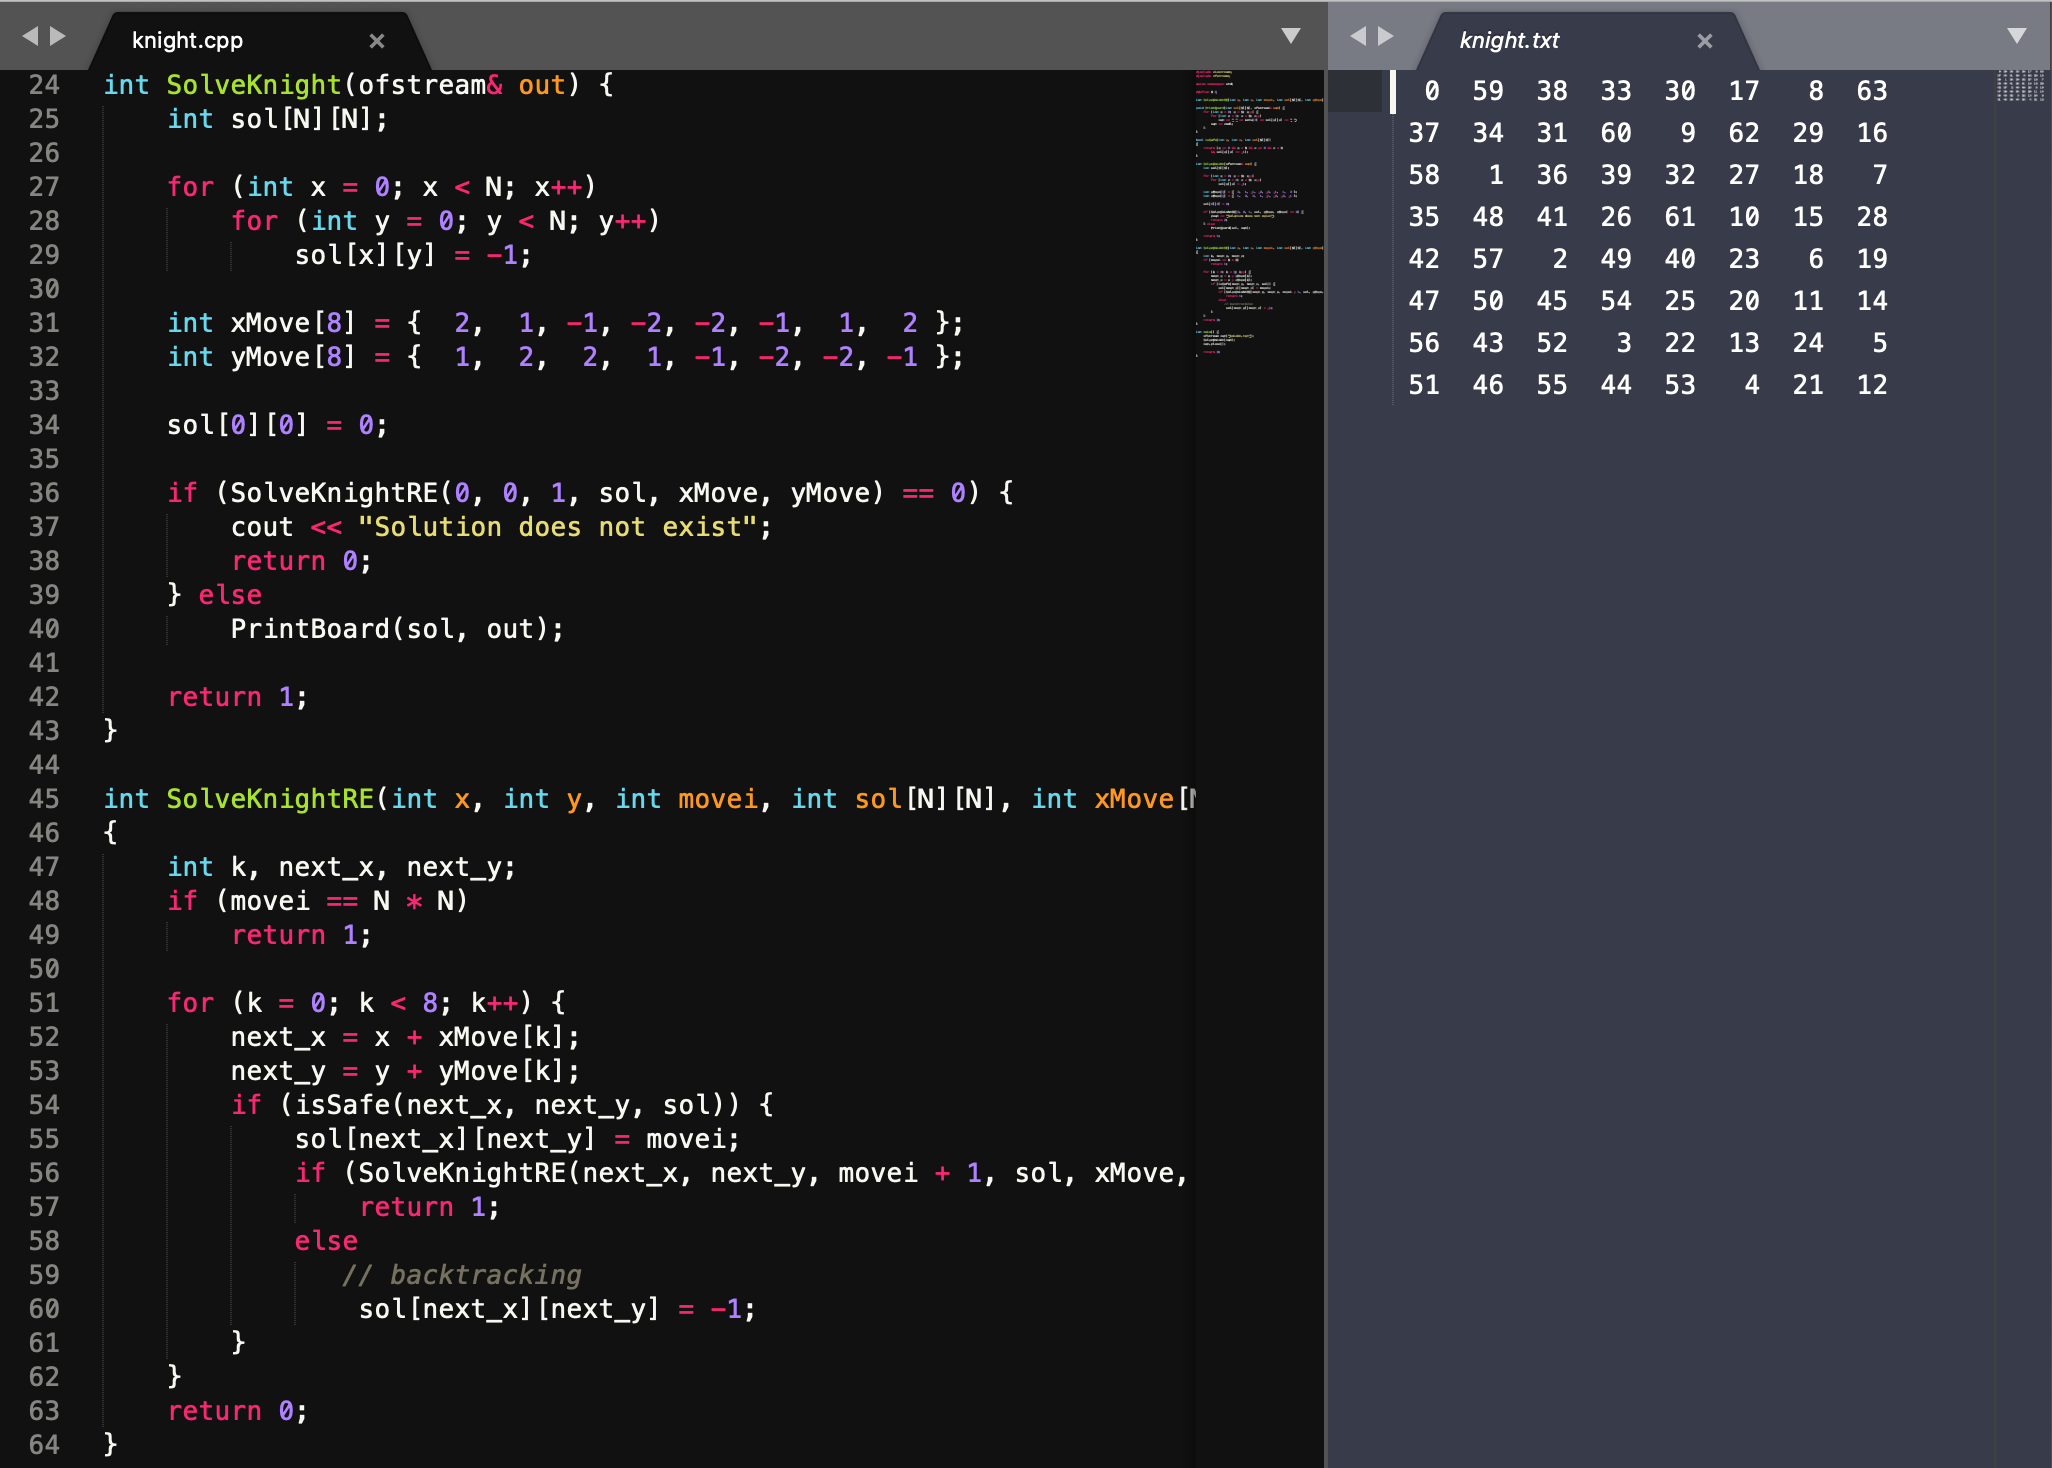 knight.cpp
24 int SolveKnight(ofstream& out) {
25     int sol[N][N];
26
27     for (int x = 0; x < N; x++)
28         for (int y = 0; y < N; y++)
29             sol[x][y] = -1;
30
31     int xMove[8] = {  2,  1, -1, -2, -2, -1,  1,  2 };
32     int yMove[8] = {  1,  2,  2,  1, -1, -2, -2, -1 };
33
34     sol[0][0] = 0;
35
36     if (SolveKnightRE(0, 0, 1, sol, xMove, yMove) == 0) {
37         cout << "Solution does not exist";
38         return 0;
39     } else
40         PrintBoard(sol, out);
41
42     return 1;
43 }
44
45 int SolveKnightRE(int x, int y, int movei, int sol[N][N], int xMove[
46 {
47     int k, next_x, next_y;
48     if (movei == N * N)
49         return 1;
50
51     for (k = 0; k < 8; k++) {
52         next_x = x + xMove[k];
53         next_y = y + yMove[k];
54         if (isSafe(next_x, next_y, sol)) {
55             sol[next_x][next_y] = movei;
56             if (SolveKnightRE(next_x, next_y, movei + 1, sol, xMove,
57                 return 1;
58             else
59                // backtracking
60                 sol[next_x][next_y] = -1;
61         }
62     }
63     return 0;
64 }
knight.txt
 0  59  38  33  30  17   8  63
37  34  31  60   9  62  29  16
58   1  36  39  32  27  18   7
35  48  41  26  61  10  15  28
42  57   2  49  40  23   6  19
47  50  45  54  25  20  11  14
56  43  52   3  22  13  24   5
51  46  55  44  53   4  21  12